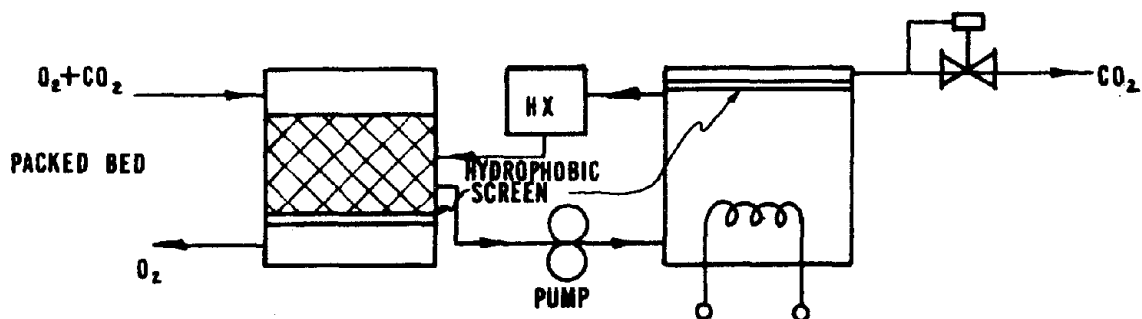 O₂+CO₂
PACKED BED
O₂
HX
HYDROPHOBIC
SCREEN
PUMP
CO₂